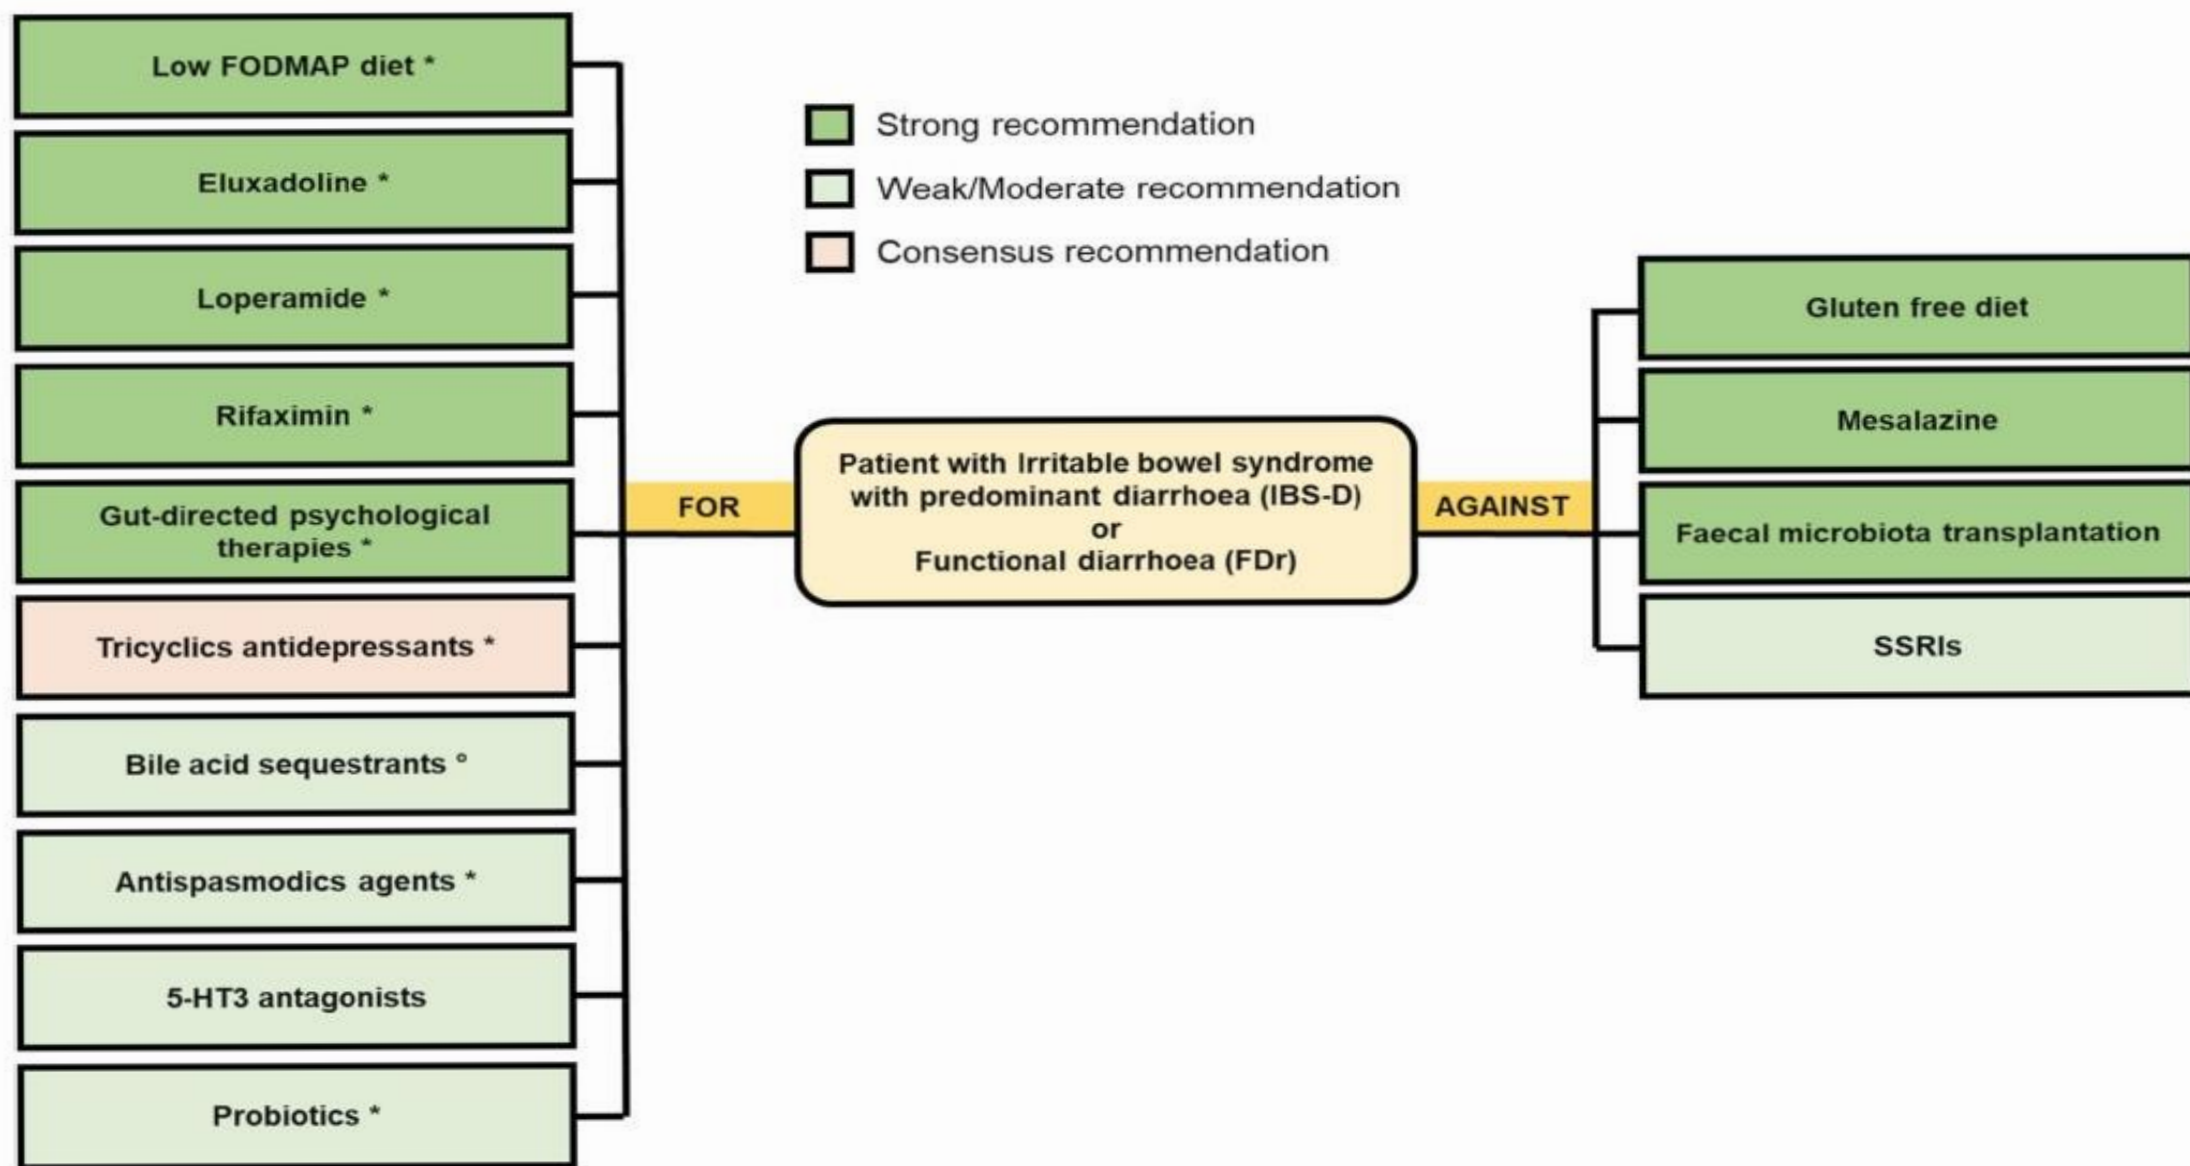 Low FODMAP diet *
Eluxadoline *
Loperamide *
Rifaximin *
Gut-directed psychological
therapies *
Tricyclics antidepressants *
Bile acid sequestrants °
Antispasmodics agents *
5-HT3 antagonists
Probiotics *
Strong recommendation
Weak/Moderate recommendation
Consensus recommendation
FOR
Patient with Irritable bowel syndrome
with predominant diarrhoea (IBS-D)
or
Functional diarrhoea (FDr)
AGAINST
Gluten free diet
Mesalazine
Faecal microbiota transplantation
SSRIs